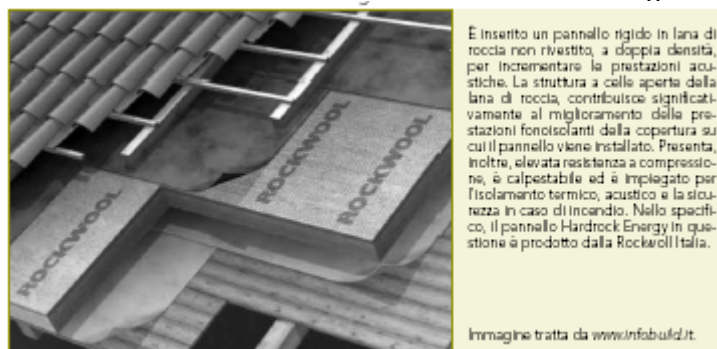 ROCKWOOL
ROCKWOOL
ROCKWOOL
ROCKWOOL
È inserito un pannello rigido in lana di
roccia non rivestito, a doppia densità,
per incrementare le prestazioni acu-
stiche. La struttura a celle aperte della
lana di roccia, contribuisce significati-
vamente al miglioramento delle pre-
stazioni fonoisolanti della copertura su
cui il pannello viene installato. Presenta,
inoltre, elevata resistenza a compressio-
ne, è calpestabile ed è impiegato per
l'isolamento termico, acustico e la sicu-
rezza in caso di incendio. Nello specifi-
co, il pannello Hardrock Energy in que-
stione è prodotto dalla Rockwoll Italia.
Immagine tratta da www.infobuild.it.